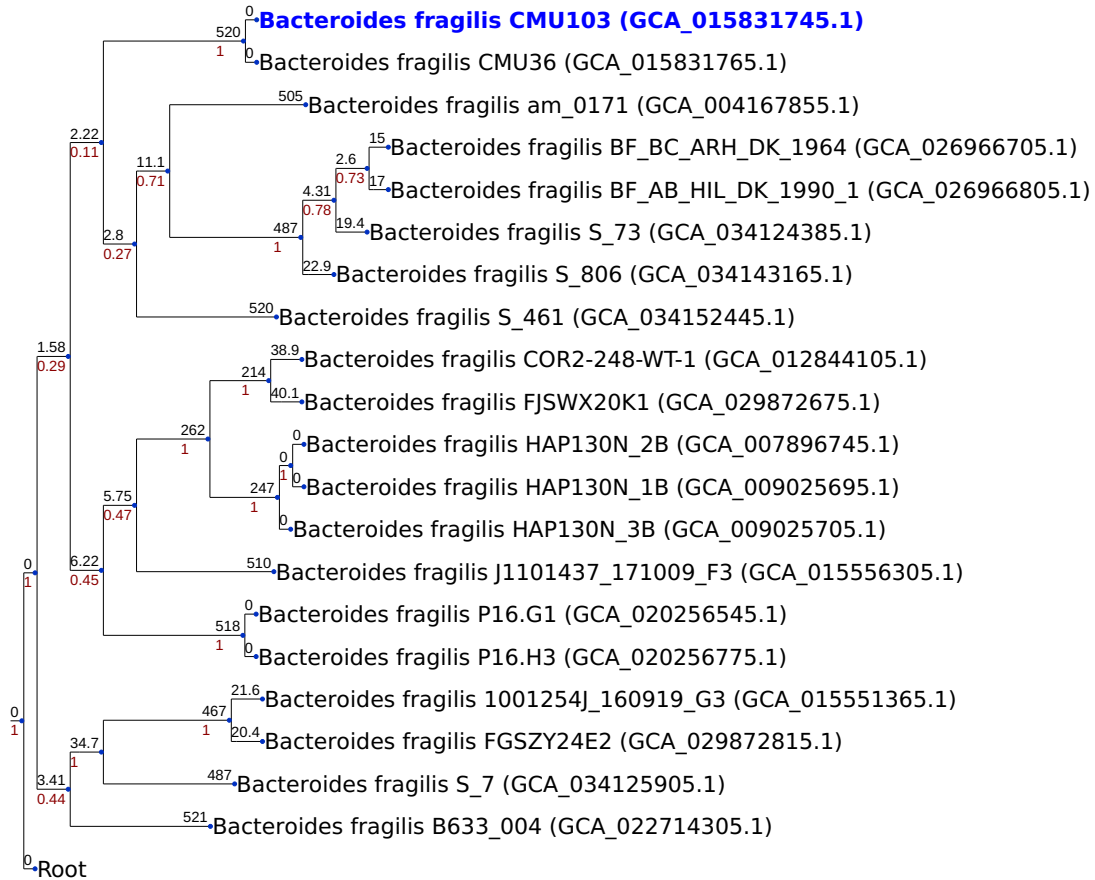 0
Bacteroides fragilis CMU103 (GCA_015831745.1)
520
1
0
Bacteroides fragilis CMU36 (GCA_015831765.1)
505
Bacteroides fragilis am_0171 (GCA_004167855.1)
2.22
0.11
15
Bacteroides fragilis BF_BC_ARH_DK_1964 (GCA_026966705.1)
11.1
0.71
2.6
0.73
17
Bacteroides fragilis BF_AB_HIL_DK_1990_1 (GCA_026966805.1)
4.31
0.78
19.4
Bacteroides fragilis S_73 (GCA_034124385.1)
2.8
0.27
487
1
22.9
Bacteroides fragilis S_806 (GCA_034143165.1)
520
Bacteroides fragilis S_461 (GCA_034152445.1)
1.58
0.29
38.9
Bacteroides fragilis COR2-248-WT-1 (GCA_012844105.1)
214
1
40.1
Bacteroides fragilis FJSWX20K1 (GCA_029872675.1)
262
1
0
Bacteroides fragilis HAP130N_2B (GCA_007896745.1)
0
1
0
Bacteroides fragilis HAP130N_1B (GCA_009025695.1)
5.75
0.47
247
1
0
Bacteroides fragilis HAP130N_3B (GCA_009025705.1)
0
1
6.22
0.45
510
Bacteroides fragilis J1101437_171009_F3 (GCA_015556305.1)
0
Bacteroides fragilis P16.G1 (GCA_020256545.1)
518
1
0
Bacteroides fragilis P16.H3 (GCA_020256775.1)
21.6
Bacteroides fragilis 1001254J_160919_G3 (GCA_015551365.1)
0
1
467
1
20.4
Bacteroides fragilis FGSZY24E2 (GCA_029872815.1)
34.7
1
487
Bacteroides fragilis S_7 (GCA_034125905.1)
3.41
0.44
521
Bacteroides fragilis B633_004 (GCA_022714305.1)
0
Root